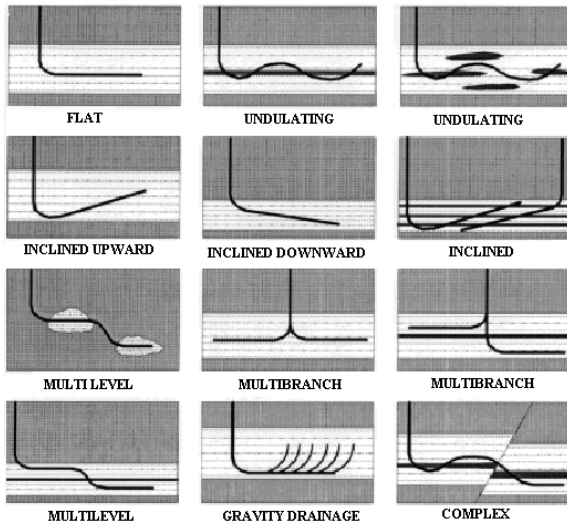 FLAT
UNDULATING
UNDULATING
INCLINED UPWARD
INCLINED DOWNWARD
INCLINED
MULTI LEVEL
MULTIBRANCH
MULTIBRANCH
MULTILEVEL
GRAVITY DRAINAGE
COMPLEX